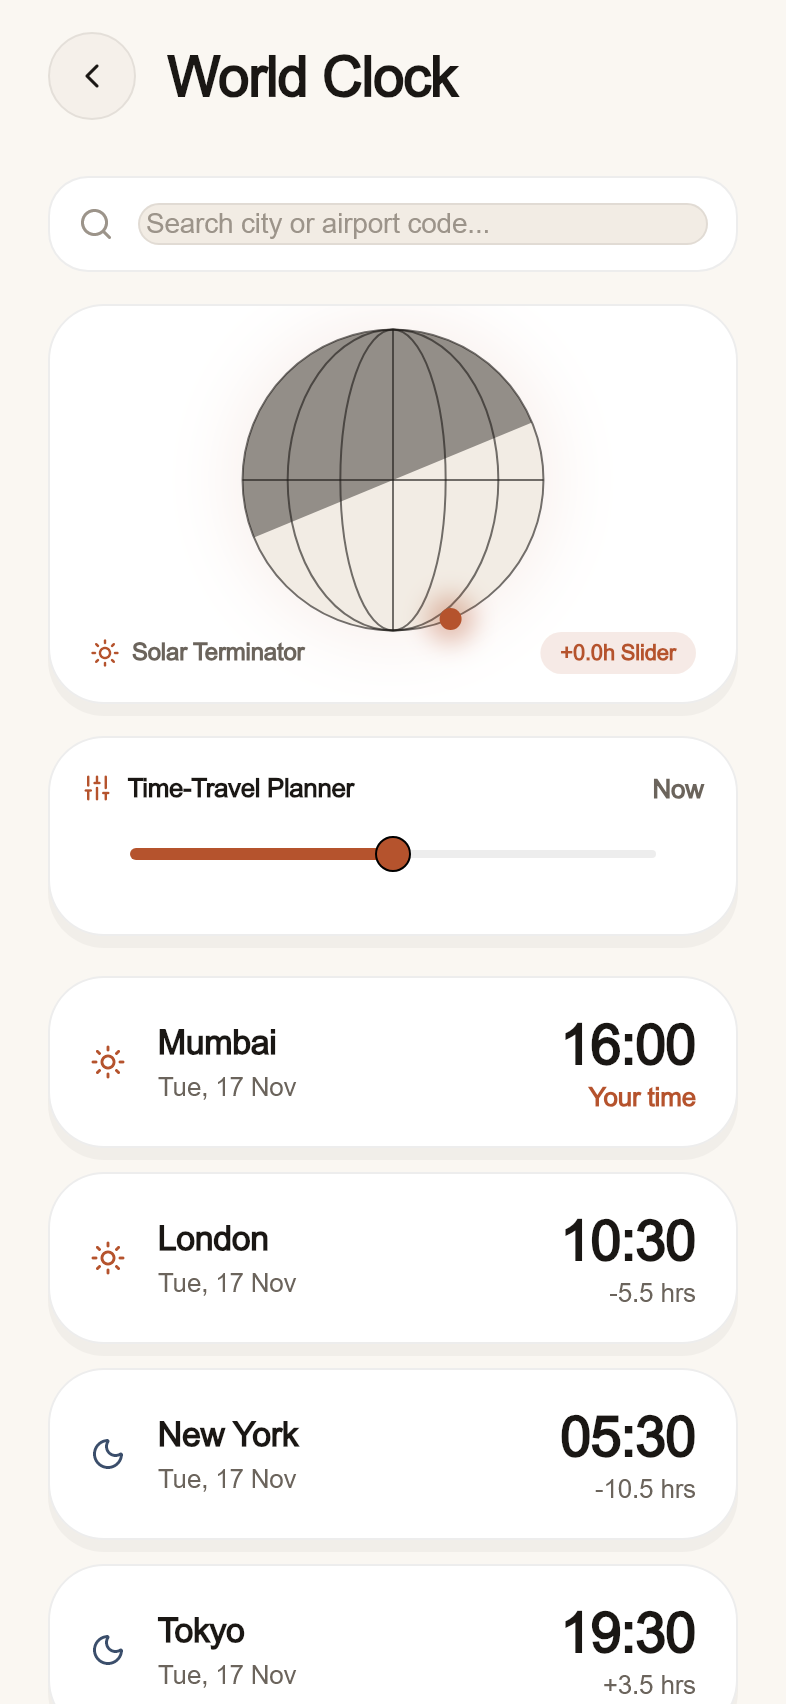 World Clock
Search city or airport code...
Solar Terminator
+0.0h Slider
Time-Travel Planner
Now
Mumbai
16:00
Tue, 17 Nov
Your time
London
10:30
Tue, 17 Nov
-5.5 hrs
New York
05:30
Tue, 17 Nov
-10.5 hrs
Tokyo
19:30
Tue, 17 Nov
+3.5 hrs